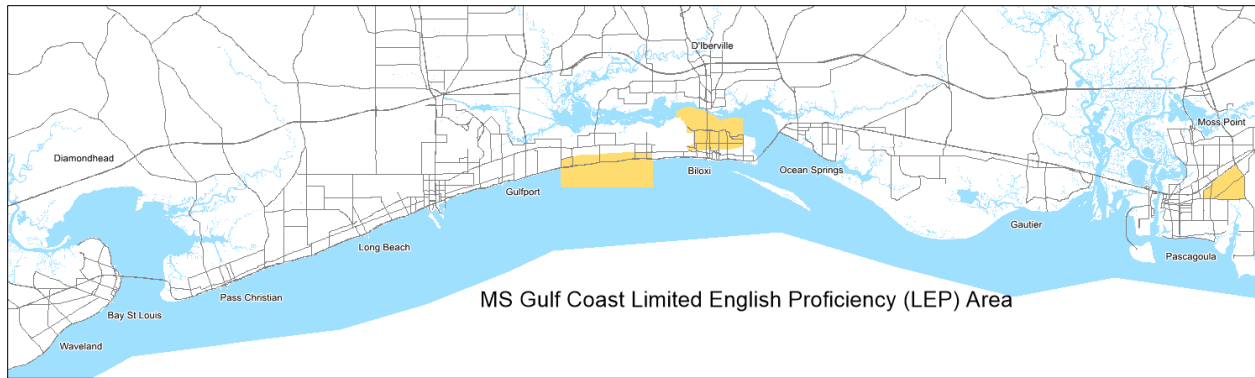 D'Iberville
Moss Point
Diamondhead
Biloxi
Ocean Springs
Gulfport
Gautier
Long Beach
Pascagoula
Pass Christian
MS Gulf Coast Limited English Proficiency (LEP) Area
Bay St Louis
Waveland